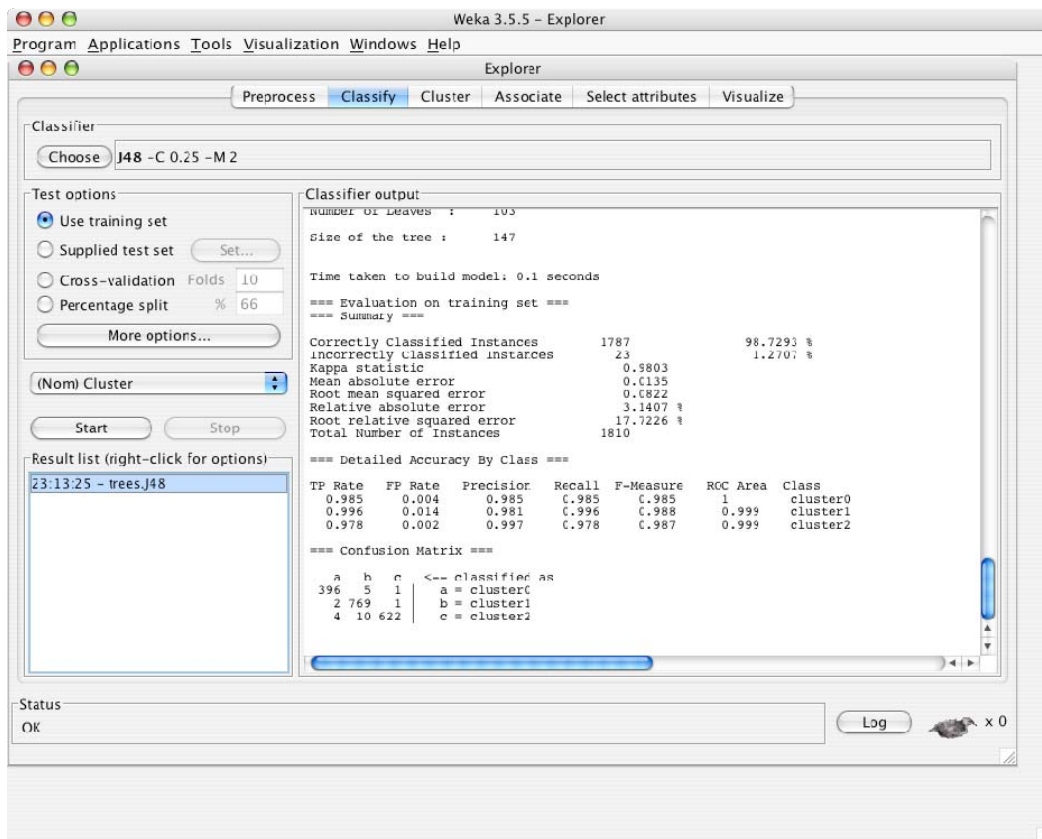 Weka 3.5.5 – Explorer
Program Applications Tools Visualization Windows Help
Explorer
Preprocess Classify Cluster Associate Select attributes Visualize
Classifier
Choose J48 -C 0.25 -M 2
Test options
Use training set
Supplied test set Set...
Cross-validation Folds 10
Percentage split % 66
More options...
(Nom) Cluster
Start Stop
Result list (right-click for options)
23:13:25 - trees.J48
Classifier output
Number of Leaves : 103
Size of the tree : 147
Time taken to build model: 0.1 seconds
=== Evaluation on training set ===
=== Summary ===
Correctly Classified Instances 1787 98.7293 %
Incorrectly Classified Instances 23 1.2707 %
Kappa statistic 0.9803
Mean absolute error 0.0135
Root mean squared error 0.0822
Relative absolute error 3.1407 %
Root relative squared error 17.7226 %
Total Number of Instances 1810
=== Detailed Accuracy By Class ===
TP Rate FP Rate Precision Recall F-Measure ROC Area Class
0.985 0.004 0.985 0.985 0.985 1 cluster0
0.996 0.014 0.981 0.996 0.988 0.999 cluster1
0.978 0.002 0.997 0.978 0.987 0.999 cluster2
=== Confusion Matrix ===
a b c <-- classified as
396 5 1 | a = cluster0
2 769 1 | b = cluster1
4 10 622 | c = cluster2
Status
OK
Log
x 0